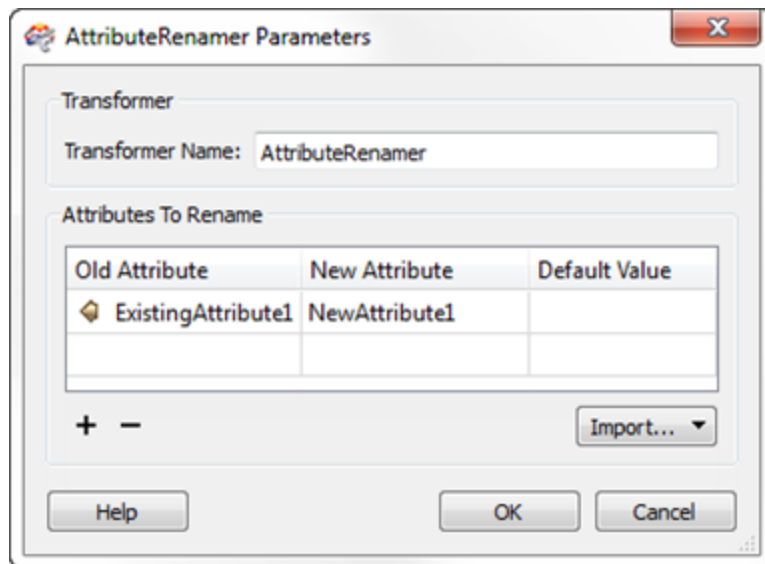 AttributeRenamer Parameters
Transformer
Transformer Name: AttributeRenamer
Attributes To Rename
Old Attribute New Attribute Default Value
ExistingAttribute1 NewAttribute1
+ −
Import...
Help OK Cancel